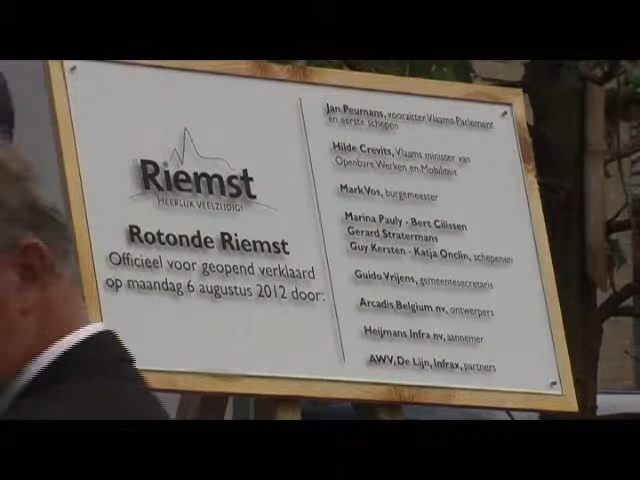 Riemst
HEERLIJK VEELZIJDIG!
Rotonde Riemst
Officieel voor geopend verklaard
op maandag 6 augustus 2012 door:
Jan Peumans, voorzitter Vlaams Parlement
en eerste schepen
Hilde Crevits, Vlaams minister van
Openbare Werken en Mobiliteit
Mark Vos, burgemeester
Marina Pauly - Bert Cilissen
Gerard Stratermans
Guy Kersten - Katja Onclin, schepenen
Guido Vrijens, gemeentesecretaris
Arcadis Belgium nv, ontwerpers
Heijmans Infra nv, aannemer
AWV, De Lijn, Infrax, partners